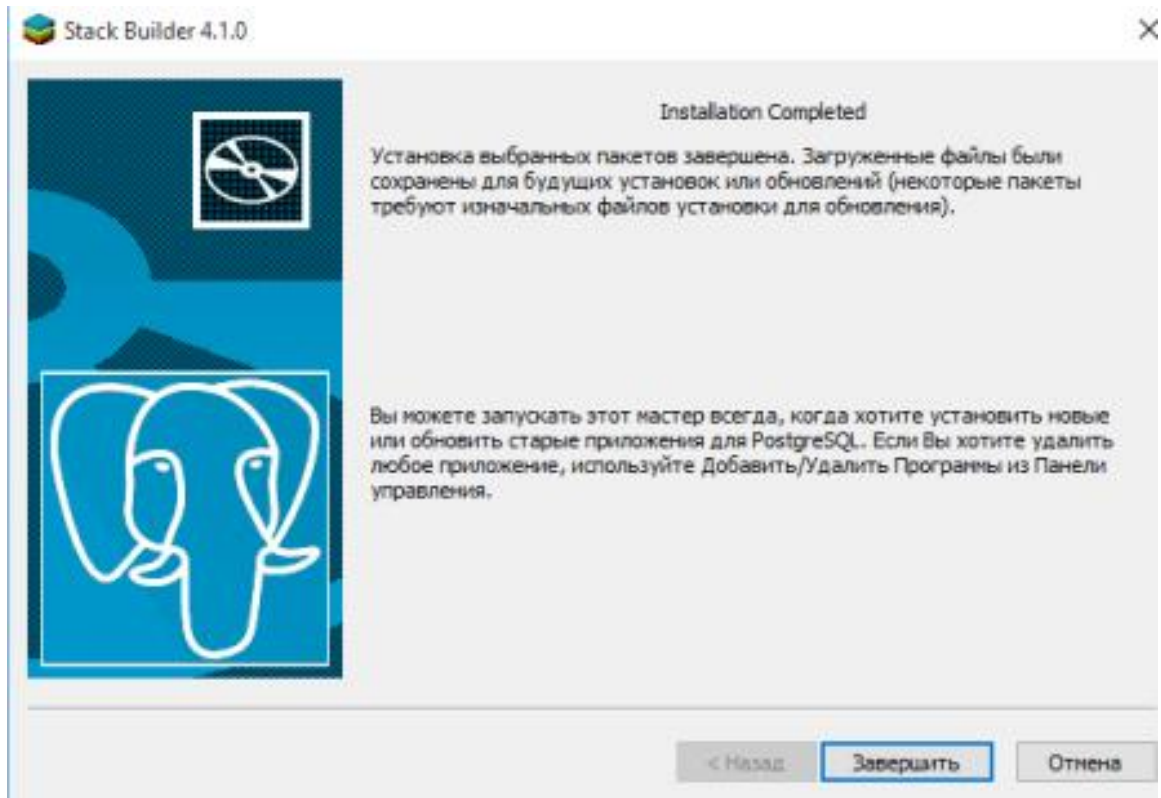 Stack Builder 4.1.0
Installation Completed
Установка выбранных пакетов завершена. Загруженные файлы были
сохранены для будущих установок или обновлений (некоторые пакеты
требуют изначальных файлов установки для обновления).
Вы можете запускать этот мастер всегда, когда хотите установить новые
или обновить старые приложения для PostgreSQL. Если Вы хотите удалить
любое приложение, используйте Добавить/Удалить Программы из Панели
управления.
< Назад Завершить Отмена